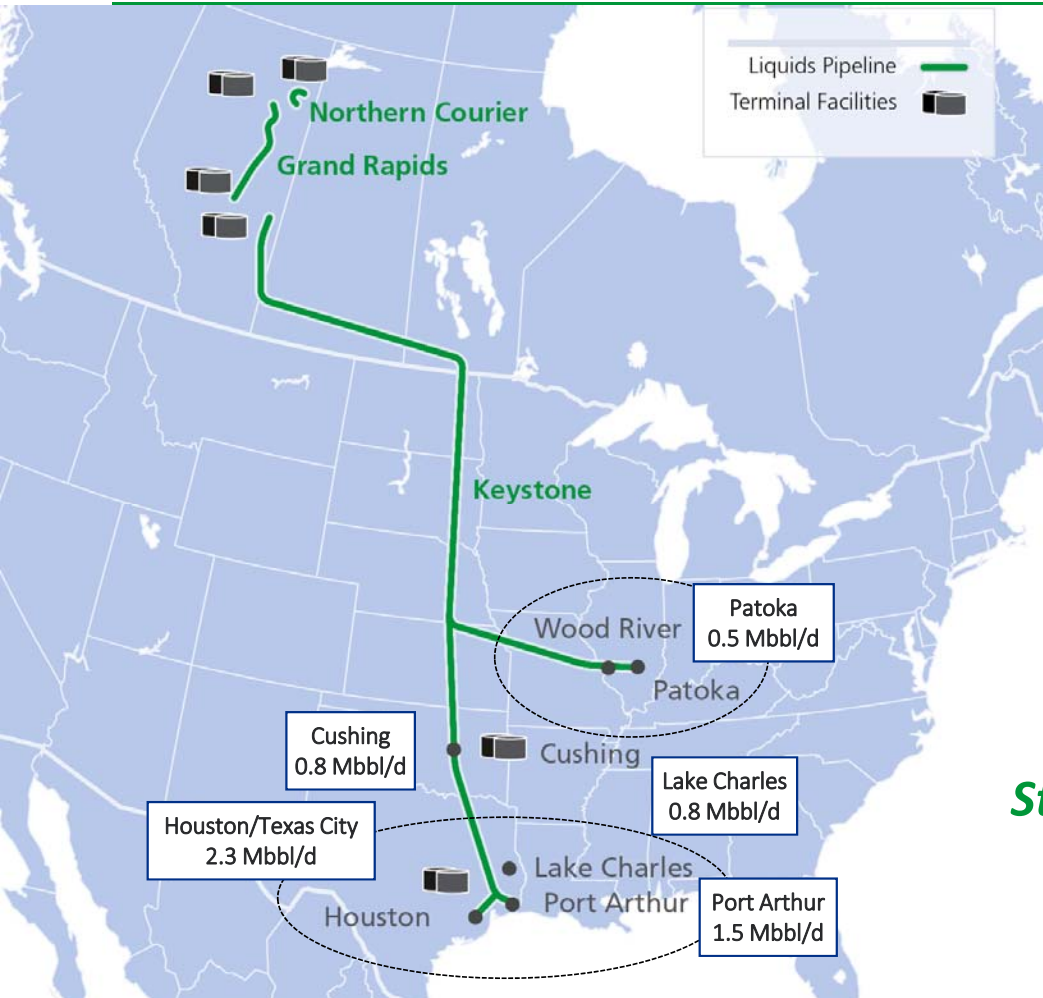 Liquids Pipeline
Terminal Facilities
Northern Courier
Grand Rapids
Keystone
Patoka
0.5 Mbbl/d
Wood River
Patoka
Cushing
0.8 Mbbl/d
Cushing
Lake Charles
0.8 Mbbl/d
Houston/Texas City
2.3 Mbbl/d
Lake Charles
Port Arthur
Houston
Port Arthur
1.5 Mbbl/d
St